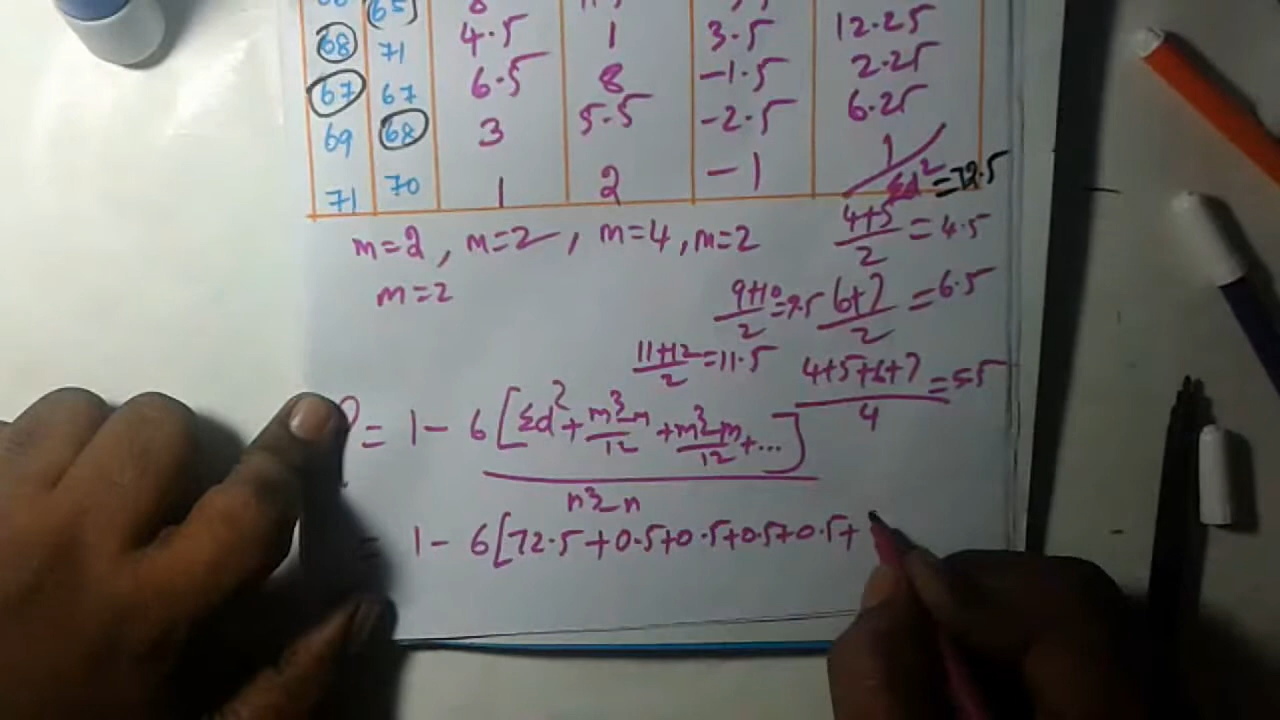 68 71 4.5 1 3.5 12.25
67 67 6.5 8 -1.5 2.25
69 68 3 5.5 -2.5 6.25
71 70 1 2 -1 1
Σd² = 72.5
m=2, m=2, m=4, m=2
m=2
4+5/2 = 4.5
9+10/2 = 9.5 6+7/2 = 6.5
11+12/2 = 11.5 4+5+6+7/4 = 5.5
= 1 - 6[Σd² + m³-m/12 + m³-m/12 + ...]
n³-n
= 1 - 6[72.5 + 0.5+0.5+0.5+0.5+